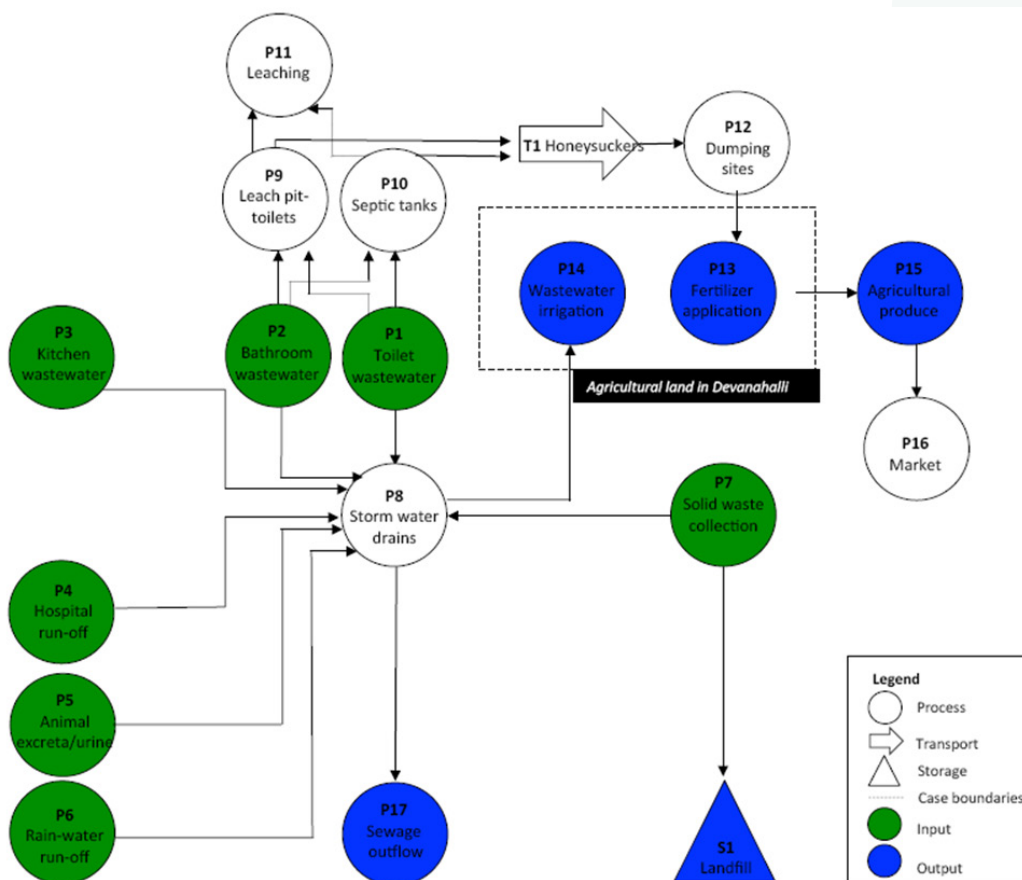 P11
Leaching
P9
Leach pit-
toilets
P10
Septic tanks
T1 Honeysuckers
P12
Dumping
sites
P14
Wastewater
irrigation
P13
Fertilizer
application
P15
Agricultural
produce
Agricultural land in Devanahalli
P3
Kitchen
wastewater
P2
Bathroom
wastewater
P1
Toilet
wastewater
P16
Market
P8
Storm water
drains
P7
Solid waste
collection
P4
Hospital
run-off
P5
Animal
excreta/urine
P6
Rain-water
run-off
P17
Sewage
outflow
S1
Landfill
Legend
Process
Transport
Storage
Case boundaries
Input
Output